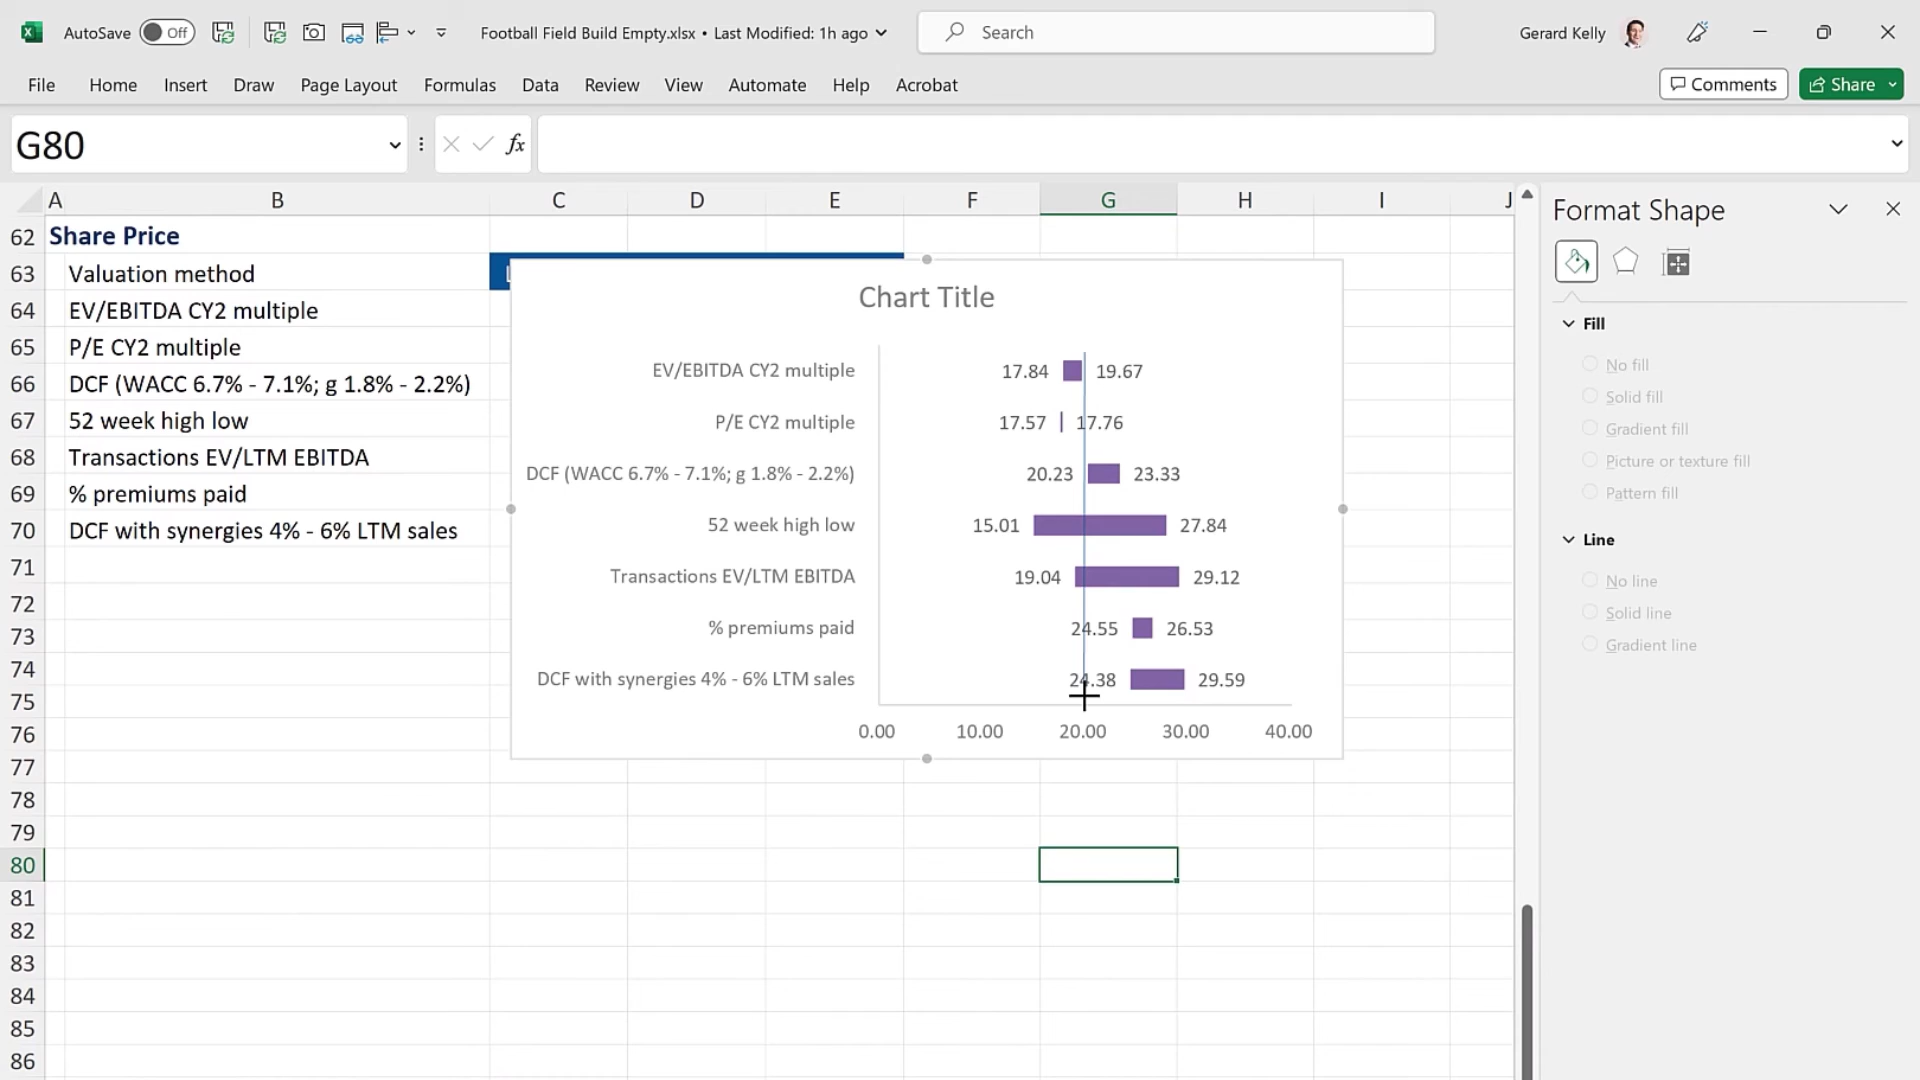 AutoSave Off Football Field Build Empty.xlsx • Last Modified: 1h ago Search Gerard Kelly
File Home Insert Draw Page Layout Formulas Data Review View Automate Help Acrobat Comments Share
G80 fx
A B C D E F G H I J
62 Share Price
63 Valuation method
64 EV/EBITDA CY2 multiple
65 P/E CY2 multiple
66 DCF (WACC 6.7% - 7.1%; g 1.8% - 2.2%)
67 52 week high low
68 Transactions EV/LTM EBITDA
69 % premiums paid
70 DCF with synergies 4% - 6% LTM sales
71
72
73
74
75
76
77
78
79
80
81
82
83
84
85
86
Chart Title
EV/EBITDA CY2 multiple 17.84 19.67
P/E CY2 multiple 17.57 17.76
DCF (WACC 6.7% - 7.1%; g 1.8% - 2.2%) 20.23 23.33
52 week high low 15.01 27.84
Transactions EV/LTM EBITDA 19.04 29.12
% premiums paid 24.55 26.53
DCF with synergies 4% - 6% LTM sales 24.38 29.59
0.00 10.00 20.00 30.00 40.00
Format Shape
Fill
No fill
Solid fill
Gradient fill
Picture or texture fill
Pattern fill
Line
No line
Solid line
Gradient line